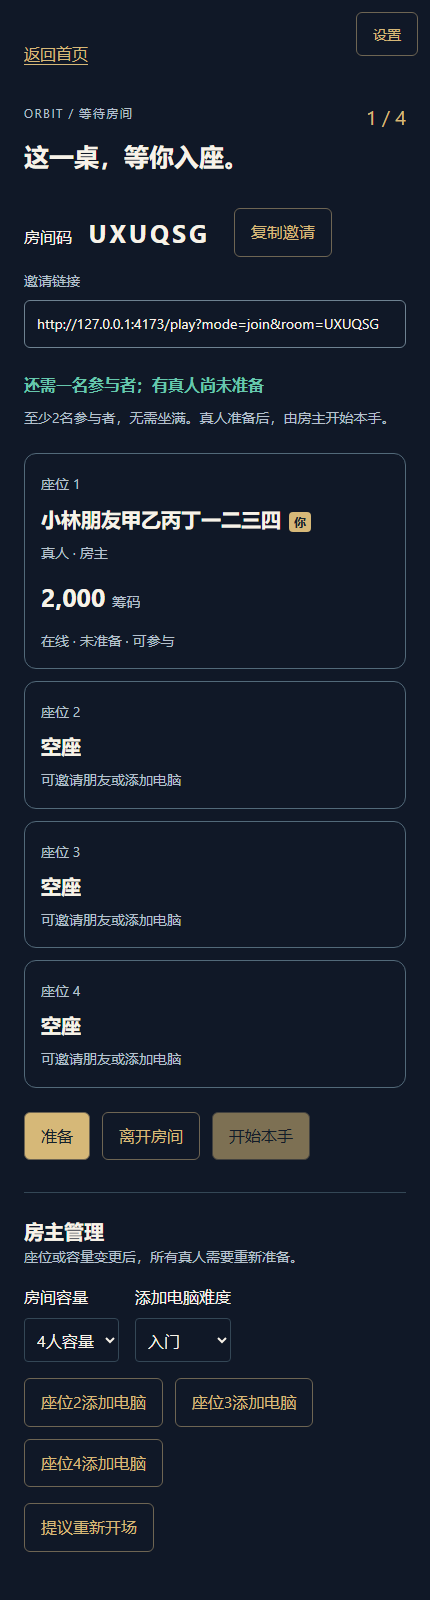 设置
返回首页
ORBIT / 等待房间
1 / 4
这一桌，等你入座。
房间码 UXUQSG 复制邀请
邀请链接
http://127.0.0.1:4173/play?mode=join&room=UXUQSG
还需一名参与者；有真人尚未准备
至少2名参与者，无需坐满。真人准备后，由房主开始本手。
座位 1
小林朋友甲乙丙丁一二三四 你
真人 · 房主
2,000 筹码
在线 · 未准备 · 可参与
座位 2
空座
可邀请朋友或添加电脑
座位 3
空座
可邀请朋友或添加电脑
座位 4
空座
可邀请朋友或添加电脑
准备 离开房间 开始本手
房主管理
座位或容量变更后，所有真人需要重新准备。
房间容量 添加电脑难度
4人容量 入门
座位2添加电脑 座位3添加电脑
座位4添加电脑
提议重新开场